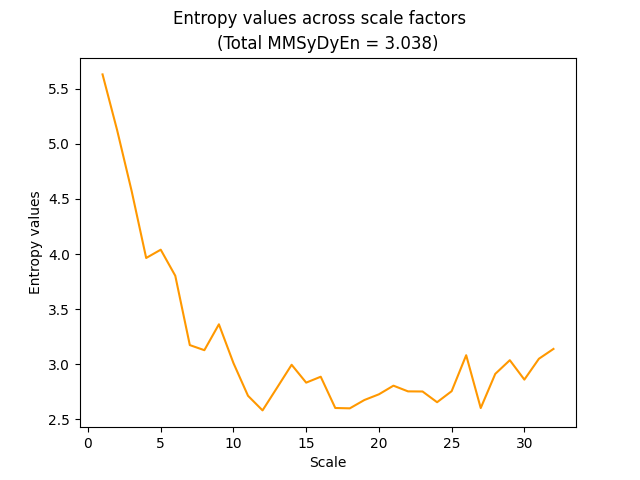 Entropy values across scale factors
(Total MMSyDyEn = 3.038)
5.5
5.0
4.5
4.0
3.5
3.0
2.5
Entropy values
0 5 10 15 20 25 30
Scale